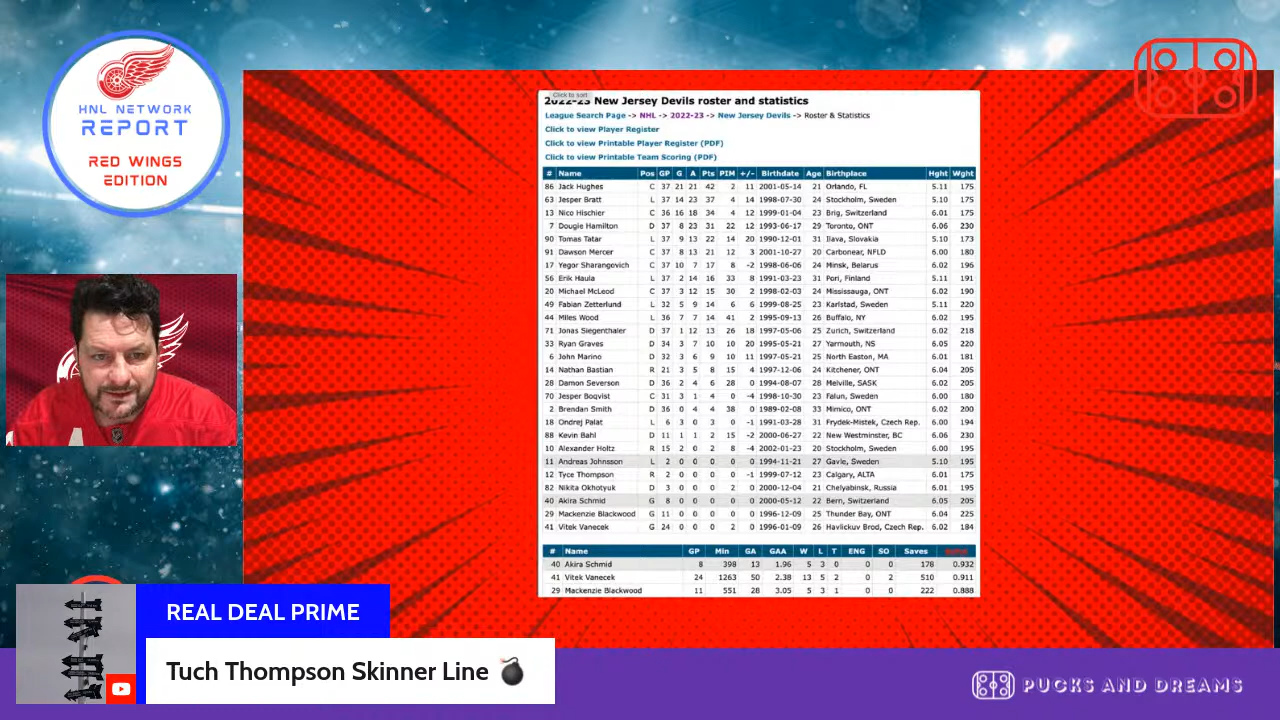 HNL NETWORK
REPORT
RED WINGS
EDITION
Click to sort
2022-23 New Jersey Devils roster and statistics
League Search Page -> NHL -> 2022-23 -> New Jersey Devils -> Roster & Statistics
Click to view Player Register
Click to view Printable Player Register (PDF)
Click to view Printable Team Scoring (PDF)
# Name Pos GP G A Pts PIM +/- Birthdate Age Birthplace Hght Wght
86 Jack Hughes C 37 21 21 42 2 11 2001-05-14 21 Orlando, FL 5.11 175
63 Jesper Bratt L 37 14 23 37 4 14 1998-07-30 24 Stockholm, Sweden 5.10 175
13 Nico Hischier C 36 16 18 34 4 12 1999-01-04 23 Brig, Switzerland 6.01 175
7 Dougie Hamilton D 37 8 23 31 22 12 1993-06-17 29 Toronto, ONT 6.06 230
90 Tomas Tatar L 37 9 13 22 14 20 1990-12-01 31 Ilava, Slovakia 5.10 173
91 Dawson Mercer C 37 8 13 21 12 3 2001-10-27 20 Carbonear, NFLD 6.00 180
17 Yegor Sharangovich C 37 10 7 17 8 -2 1998-06-06 24 Minsk, Belarus 6.02 196
56 Erik Haula L 37 2 14 16 33 8 1991-03-23 31 Pori, Finland 5.11 191
20 Michael McLeod C 37 3 12 15 30 2 1998-02-03 24 Mississauga, ONT 6.02 190
49 Fabian Zetterlund L 32 5 9 14 6 6 1999-08-25 23 Karlstad, Sweden 5.11 220
44 Miles Wood L 36 7 7 14 41 2 1995-09-13 26 Buffalo, NY 6.02 195
71 Jonas Siegenthaler D 37 1 12 13 26 18 1997-05-06 25 Zurich, Switzerland 6.02 218
33 Ryan Graves D 34 3 7 10 10 20 1995-05-21 27 Yarmouth, NS 6.05 220
6 John Marino D 32 3 6 9 10 11 1997-05-21 25 North Easton, MA 6.01 181
14 Nathan Bastian R 21 3 5 8 15 4 1997-12-06 24 Kitchener, ONT 6.04 205
28 Damon Severson D 36 2 4 6 28 0 1994-08-07 28 Melville, SASK 6.02 205
70 Jesper Boqvist C 31 3 1 4 0 -4 1998-10-30 23 Falun, Sweden 6.00 180
2 Brendan Smith D 36 0 4 4 38 0 1989-02-08 33 Mimico, ONT 6.02 200
18 Ondrej Palat L 6 3 0 3 0 -1 1991-03-28 31 Frydek-Mistek, Czech Rep. 6.00 194
88 Kevin Bahl D 11 1 1 2 15 -2 2000-06-27 22 New Westminster, BC 6.06 230
10 Alexander Holtz R 15 2 0 2 8 -4 2002-01-23 20 Stockholm, Sweden 6.00 195
11 Andreas Johnsson L 2 0 0 0 0 0 1994-11-21 27 Gavle, Sweden 5.10 195
12 Tyce Thompson R 2 0 0 0 0 -1 1999-07-12 23 Calgary, ALTA 6.01 175
82 Nikita Okhotyuk D 3 0 0 0 2 0 2000-12-04 21 Chelyabinsk, Russia 6.01 195
40 Akira Schmid G 8 0 0 0 0 0 2000-05-12 22 Bern, Switzerland 6.05 205
29 Mackenzie Blackwood G 11 0 0 0 0 0 1996-12-09 25 Thunder Bay, ONT 6.04 225
41 Vitek Vanecek G 24 0 0 0 2 0 1996-01-09 26 Havlickuv Brod, Czech Rep. 6.02 184
# Name GP Min GA GAA W L T ENG SO Saves
40 Akira Schmid 8 398 13 1.96 5 3 0 0 0 178 0.932
41 Vitek Vanecek 24 1263 50 2.38 13 5 2 0 2 510 0.911
29 Mackenzie Blackwood 11 551 28 3.05 5 3 1 0 0 222 0.888
REAL DEAL PRIME
Tuch Thompson Skinner Line 💣
PUCKS AND DREAMS